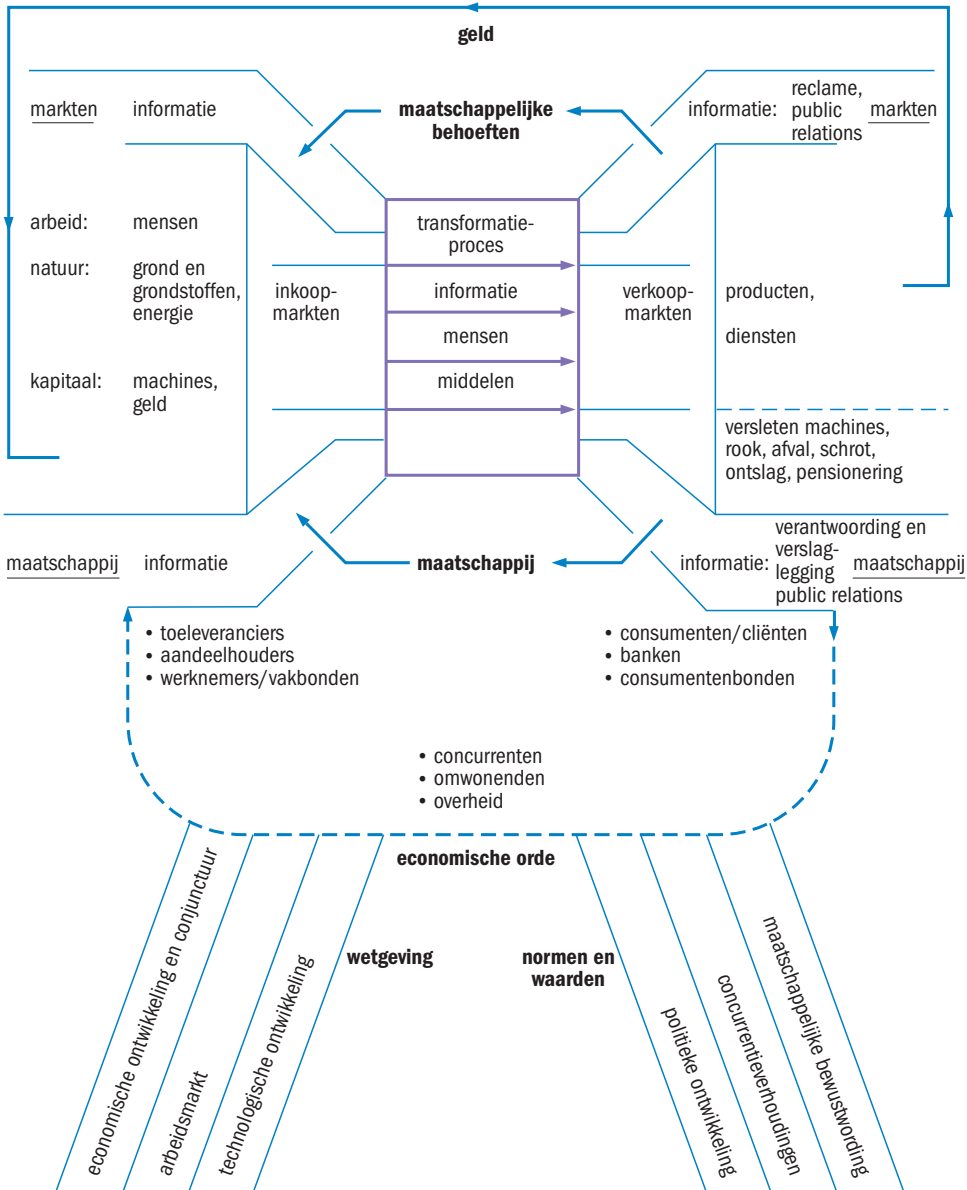 geld
markten
informatie
maatschappelijke
behoeften
informatie:
reclame,
public
relations
markten
arbeid:
mensen
natuur:
grond en
grondstoffen,
energie
kapitaal:
machines,
geld
inkoop-
markten
transformatie-
proces
informatie
mensen
middelen
verkoop-
markten
producten,
diensten
versleten machines,
rook, afval, schrot,
ontslag, pensionering
maatschappij
informatie
maatschappij
informatie:
verantwoording en
verslag-
legging
public relations
maatschappij
• toeleveranciers
• aandeelhouders
• werknemers/vakbonden
• consumenten/cliënten
• banken
• consumentenbonden
• concurrenten
• omwonenden
• overheid
economische orde
economische ontwikkeling en conjunctuur
arbeidsmarkt
technologische ontwikkeling
wetgeving
normen en
waarden
politieke ontwikkeling
concurrentieverhoudingen
maatschappelijke bewustwording